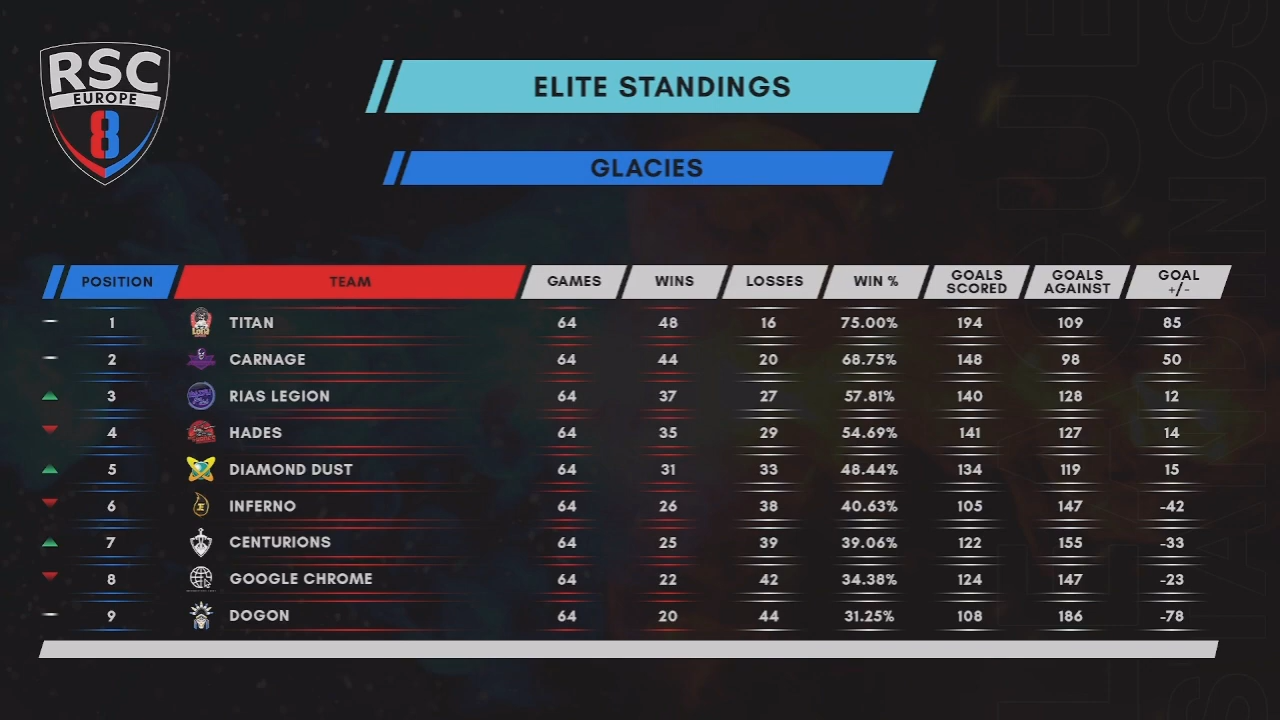 RSC
EUROPE
8
ELITE STANDINGS
GLACIES
POSITION TEAM GAMES WINS LOSSES WIN % GOALS SCORED GOALS AGAINST GOAL +/-
1 TITAN 64 48 16 75.00% 194 109 85
2 CARNAGE 64 44 20 68.75% 148 98 50
3 RIAS LEGION 64 37 27 57.81% 140 128 12
4 HADES 64 35 29 54.69% 141 127 14
5 DIAMOND DUST 64 31 33 48.44% 134 119 15
6 INFERNO 64 26 38 40.63% 105 147 -42
7 CENTURIONS 64 25 39 39.06% 122 155 -33
8 GOOGLE CHROME 64 22 42 34.38% 124 147 -23
9 DOGON 64 20 44 31.25% 108 186 -78
LEAGUE
STANDINGS